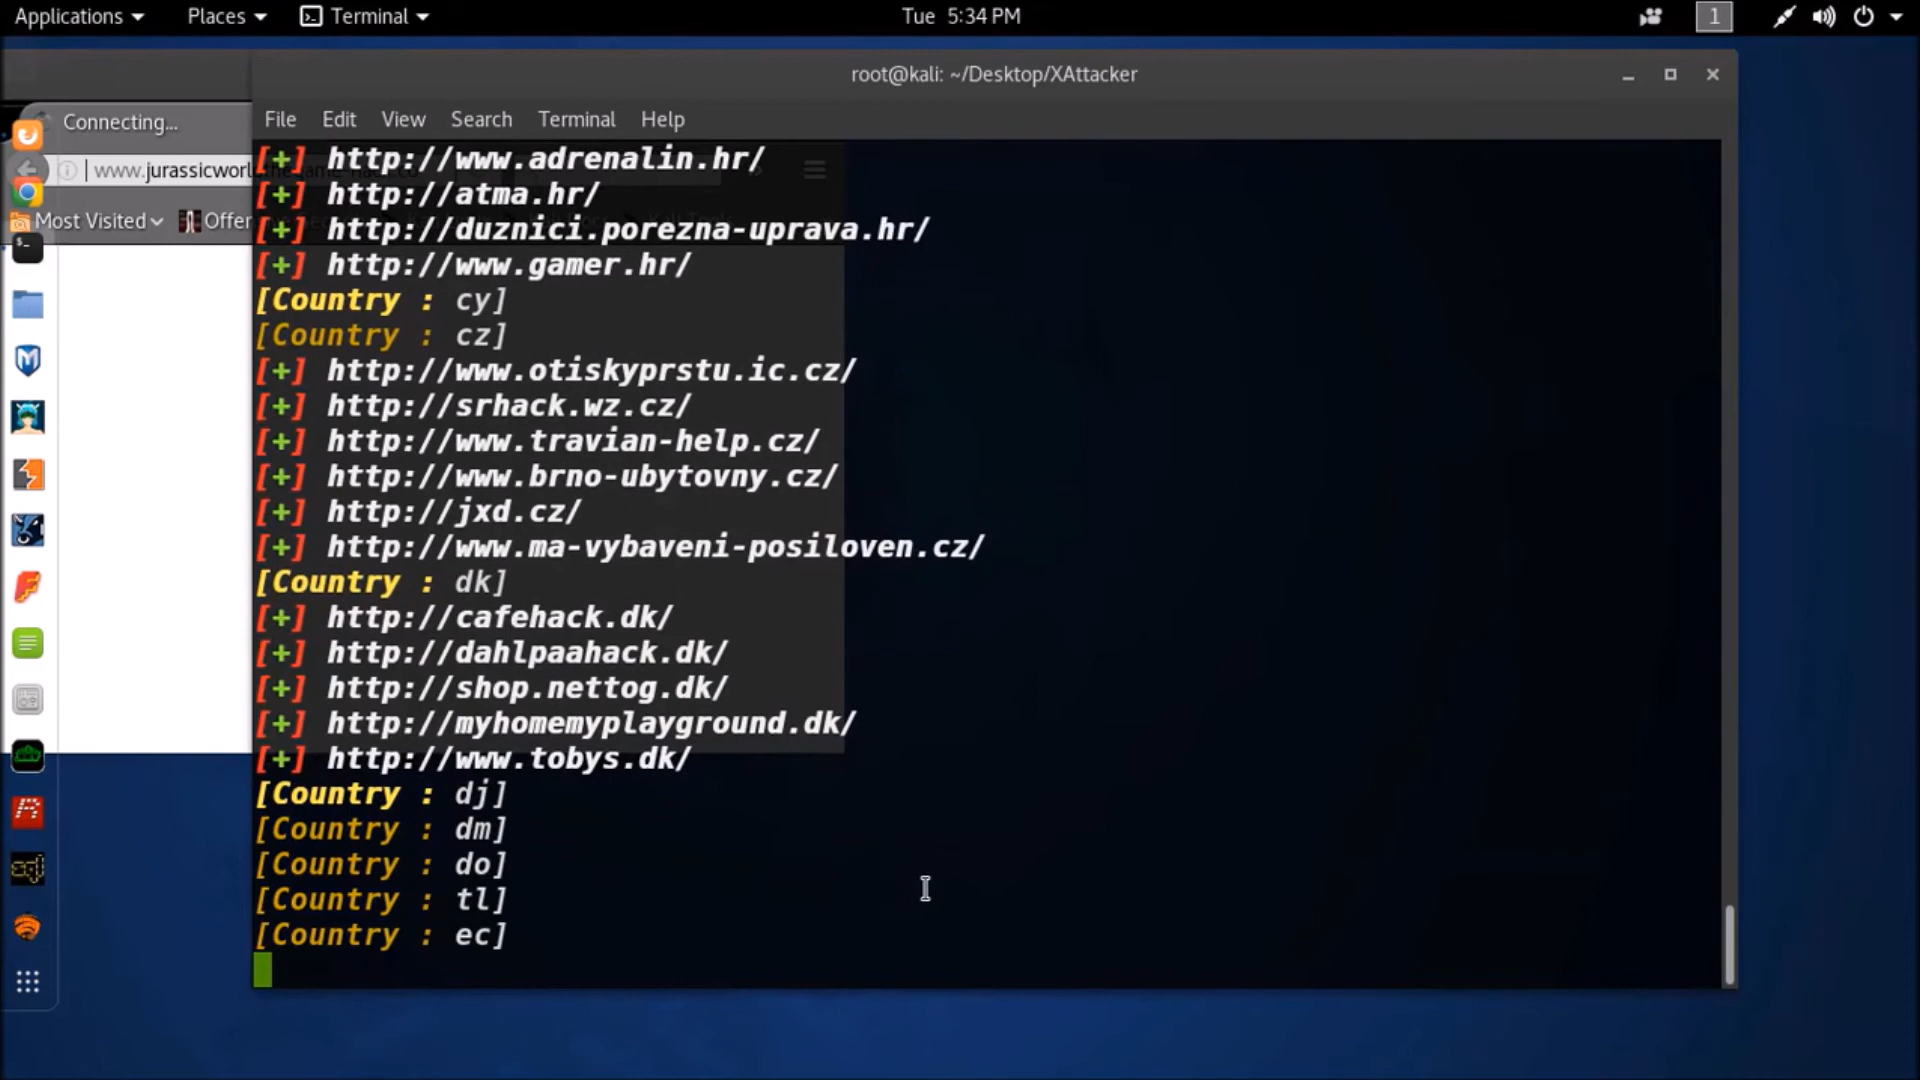 Applications Places Terminal Tue 5:34 PM 1
root@kali: ~/Desktop/XAttacker
File Edit View Search Terminal Help
Connecting...
www.jurassicworl
Most Visited Offen
[+] http://www.adrenalin.hr/
[+] http://atma.hr/
[+] http://duznici.porezna-uprava.hr/
[+] http://www.gamer.hr/
[Country : cy]
[Country : cz]
[+] http://www.otiskyprstu.ic.cz/
[+] http://srhack.wz.cz/
[+] http://www.travian-help.cz/
[+] http://www.brno-ubytovny.cz/
[+] http://jxd.cz/
[+] http://www.ma-vybaveni-posiloven.cz/
[Country : dk]
[+] http://cafehack.dk/
[+] http://dahlpaahack.dk/
[+] http://shop.nettog.dk/
[+] http://myhomemyplayground.dk/
[+] http://www.tobys.dk/
[Country : dj]
[Country : dm]
[Country : do]
[Country : tl]
[Country : ec]